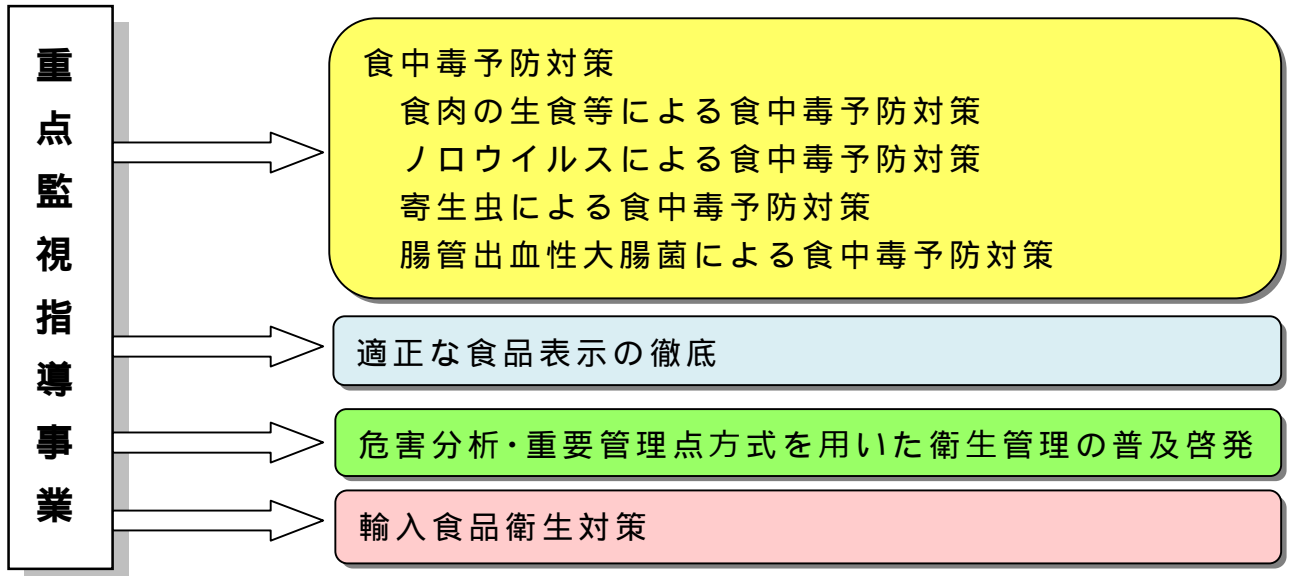 重点監視指導事業
食中毒予防対策
食肉の生食等による食中毒予防対策
ノロウイルスによる食中毒予防対策
寄生虫による食中毒予防対策
腸管出血性大腸菌による食中毒予防対策
適正な食品表示の徹底
危害分析・重要管理点方式を用いた衛生管理の普及啓発
輸入食品衛生対策